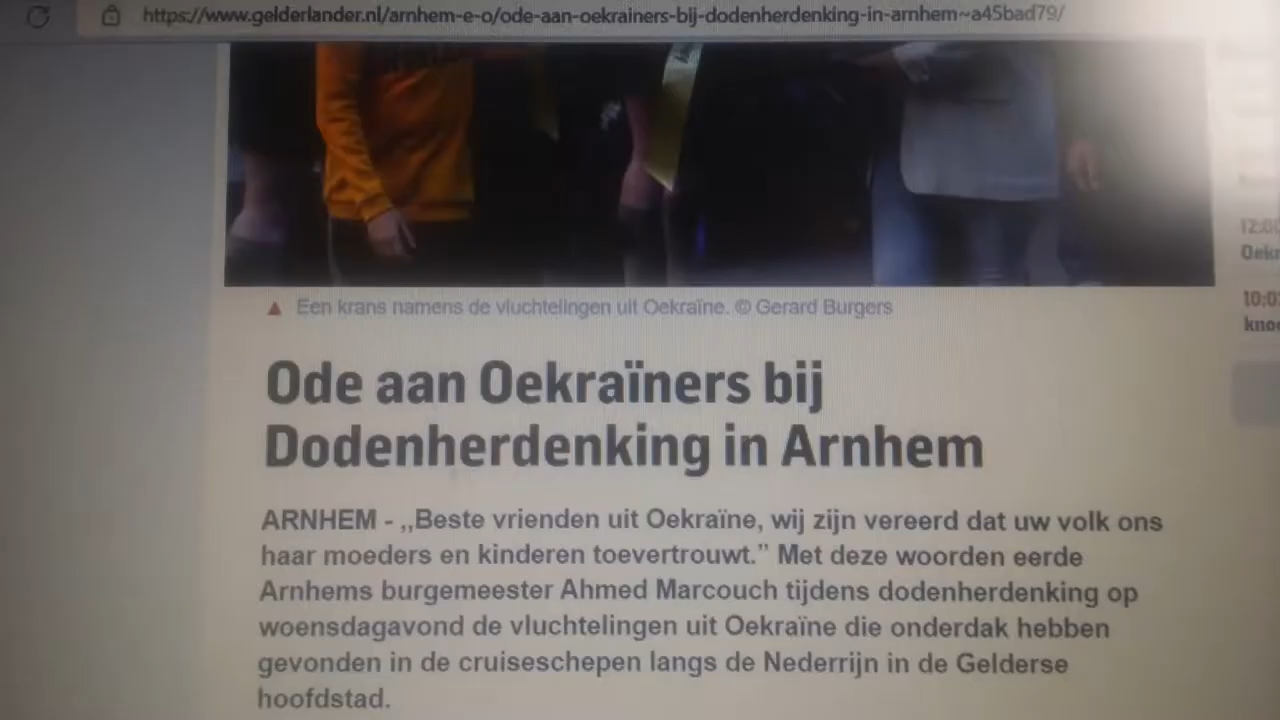 https://www.gelderlander.nl/arnhem-e-o/ode-aan-oekrainers-bij-dodenherdenking-in-arnhem~a45bad79/
▲ Een krans namens de vluchtelingen uit Oekraïne. © Gerard Burgers
Ode aan Oekraïners bij
Dodenherdenking in Arnhem
ARNHEM - „Beste vrienden uit Oekraïne, wij zijn vereerd dat uw volk ons
haar moeders en kinderen toevertrouwt.” Met deze woorden eerde
Arnhems burgemeester Ahmed Marcouch tijdens dodenherdenking op
woensdagavond de vluchtelingen uit Oekraïne die onderdak hebben
gevonden in de cruiseschepen langs de Nederrijn in de Gelderse
hoofdstad.